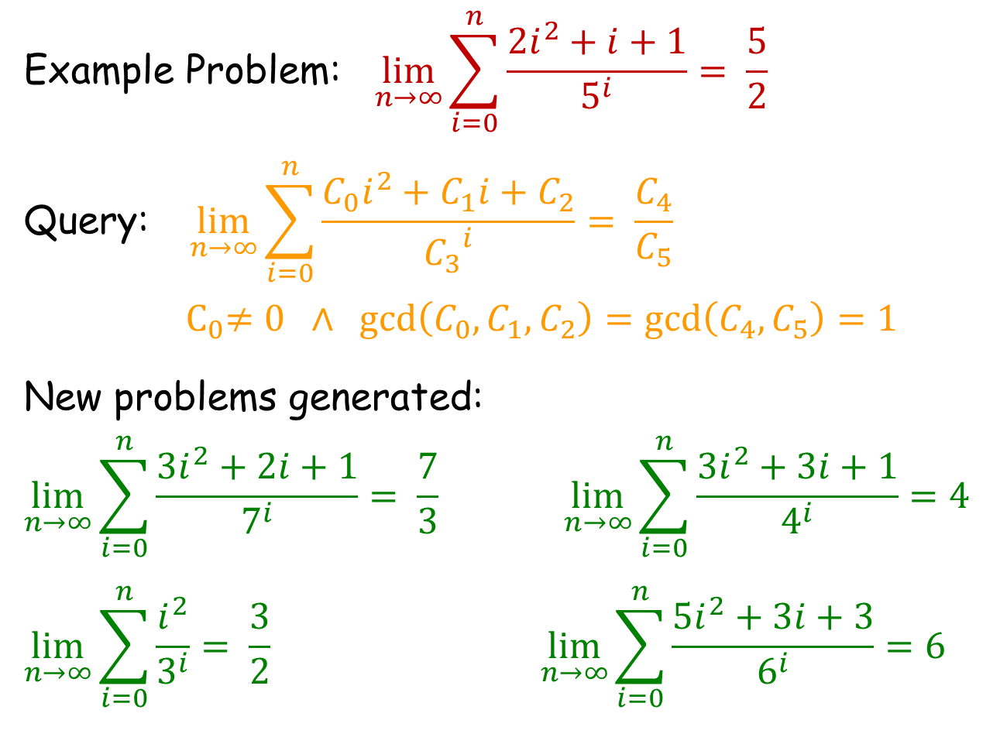 Example Problem: $\lim_{n\to\infty} \sum_{i=0}^{n} \frac{2i^2 + i + 1}{5^i} = \frac{5}{2}$
Query: $\lim_{n\to\infty} \sum_{i=0}^{n} \frac{C_0 i^2 + C_1 i + C_2}{{C_3}^i} = \frac{C_4}{C_5}$
$C_0 \neq 0 \land \gcd(C_0, C_1, C_2) = \gcd(C_4, C_5) = 1$
New problems generated:
$\lim_{n\to\infty} \sum_{i=0}^{n} \frac{3i^2 + 2i + 1}{7^i} = \frac{7}{3}$ $\lim_{n\to\infty} \sum_{i=0}^{n} \frac{3i^2 + 3i + 1}{4^i} = 4$
$\lim_{n\to\infty} \sum_{i=0}^{n} \frac{i^2}{3^i} = \frac{3}{2}$ $\lim_{n\to\infty} \sum_{i=0}^{n} \frac{5i^2 + 3i + 3}{6^i} = 6$